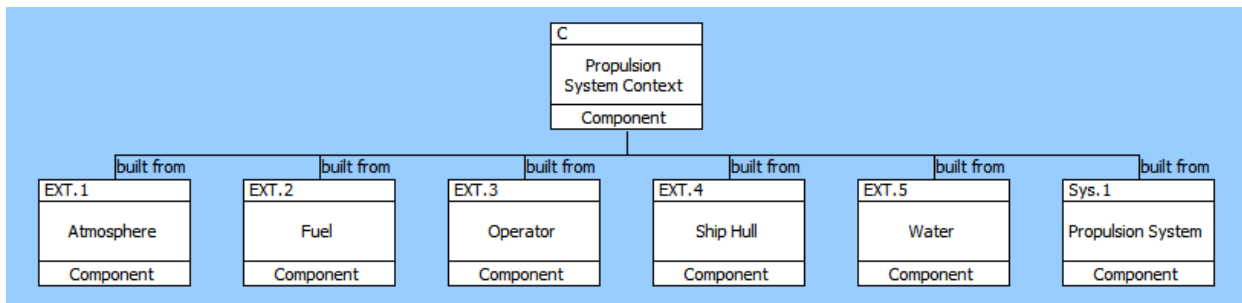 C
Propulsion
System Context
Component
built from built from built from built from built from built from
EXT.1 EXT.2 EXT.3 EXT.4 EXT.5 Sys.1
Atmosphere Fuel Operator Ship Hull Water Propulsion System
Component Component Component Component Component Component